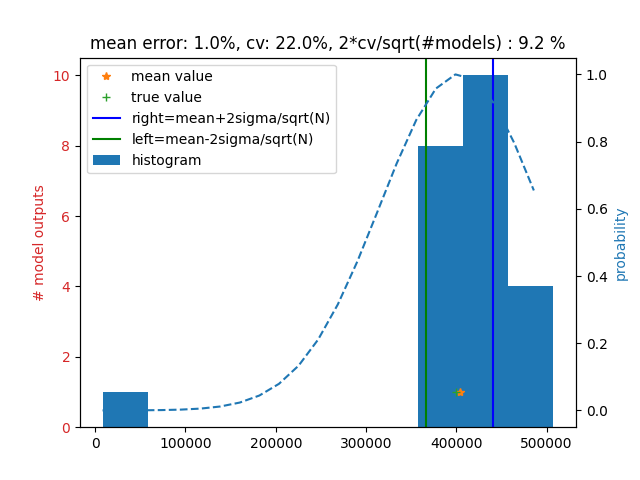 mean error: 1.0%, cv: 22.0%, 2*cv/sqrt(#models) : 9.2 %
mean value
true value
right=mean+2sigma/sqrt(N)
left=mean-2sigma/sqrt(N)
histogram
# model outputs
10
8
6
4
2
0
1.0
0.8
0.6
0.4
0.2
0.0
probability
0
100000
200000
300000
400000
500000